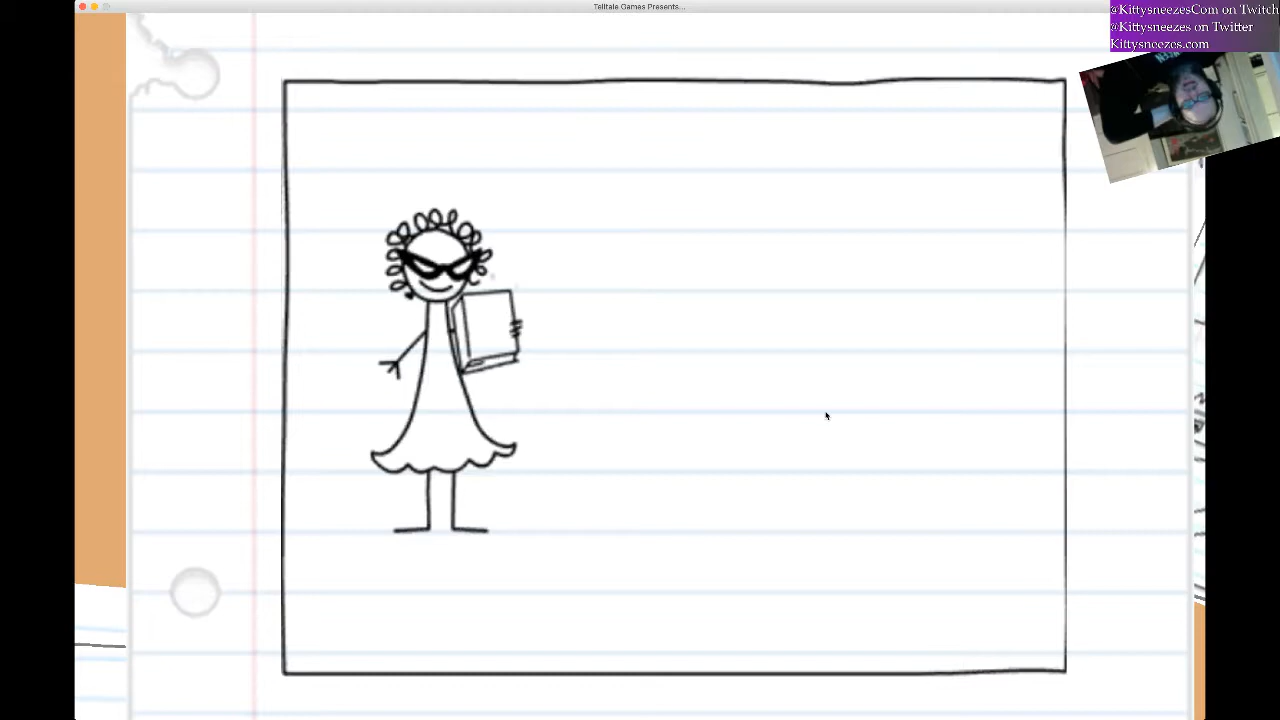 Telltale Games Presents...
@KittysneezesCom on Twitch
@Kittysneezes on Twitter
Kittysneezes.com